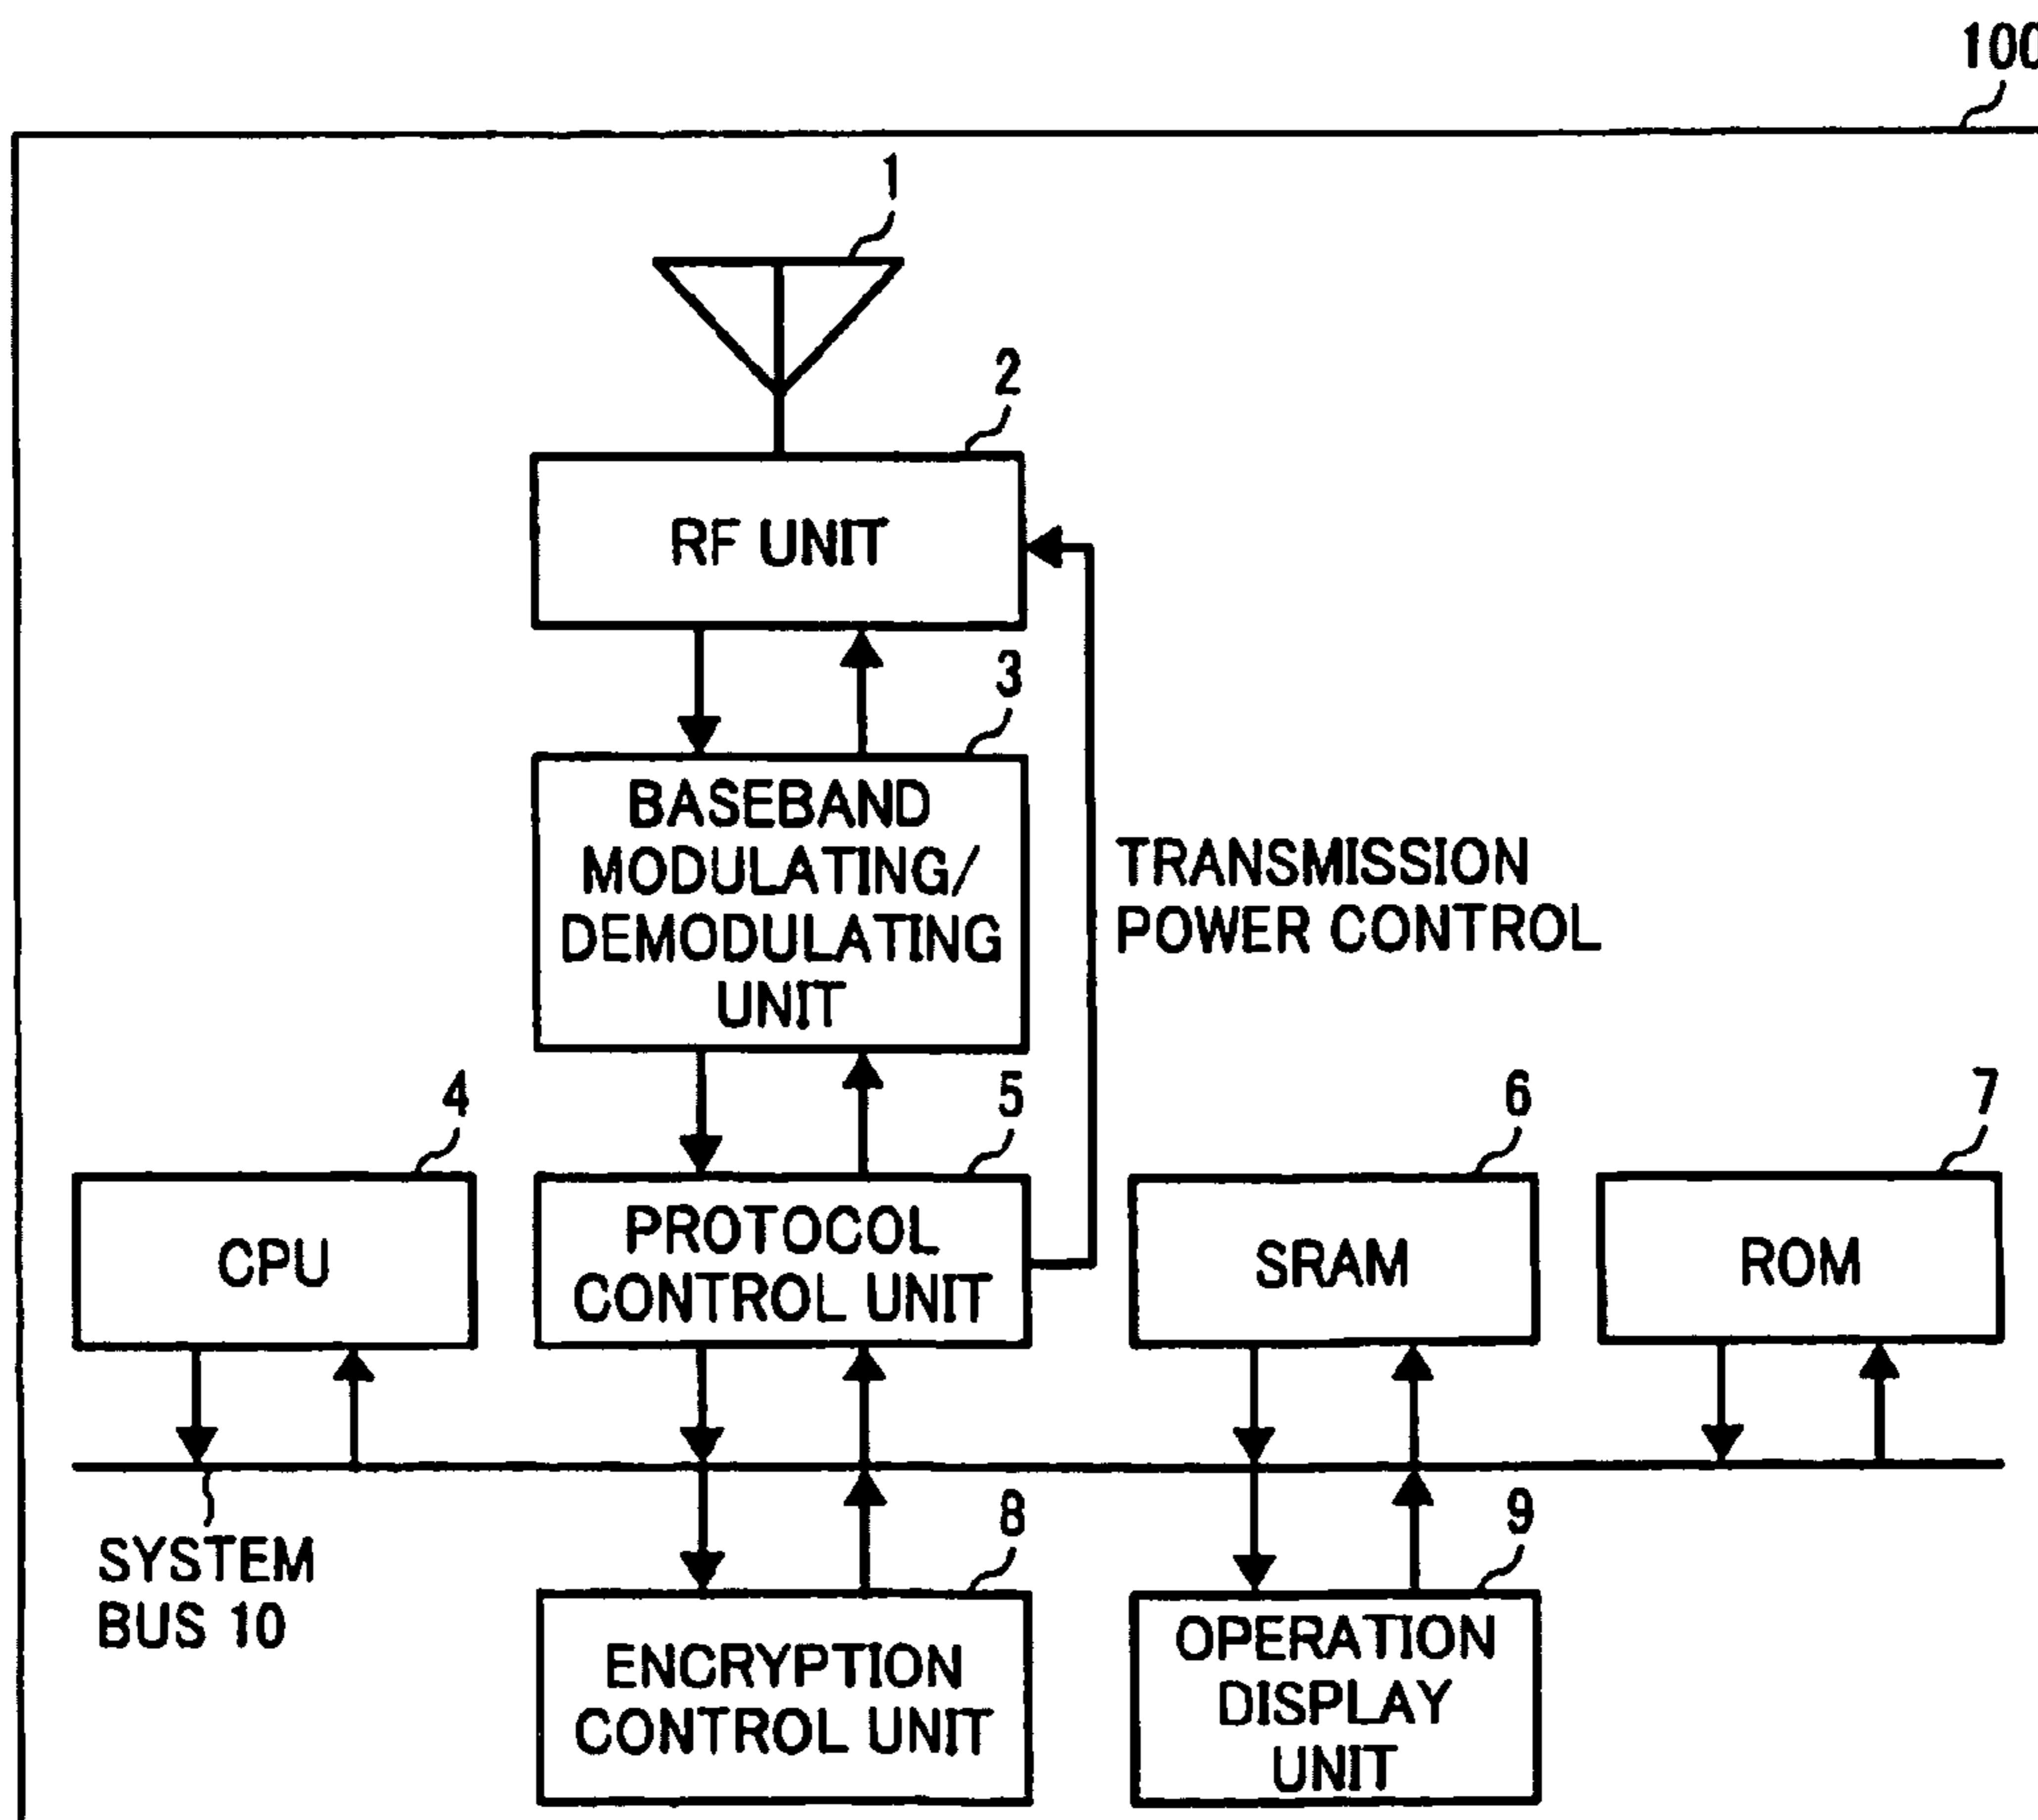 100
1
2
RF UNIT
3
BASEBAND
MODULATING/
DEMODULATING
UNIT
TRANSMISSION
POWER CONTROL
4
5
6
7
CPU
PROTOCOL
CONTROL UNIT
SRAM
ROM
SYSTEM
BUS 10
8
9
ENCRYPTION
CONTROL UNIT
OPERATION
DISPLAY
UNIT